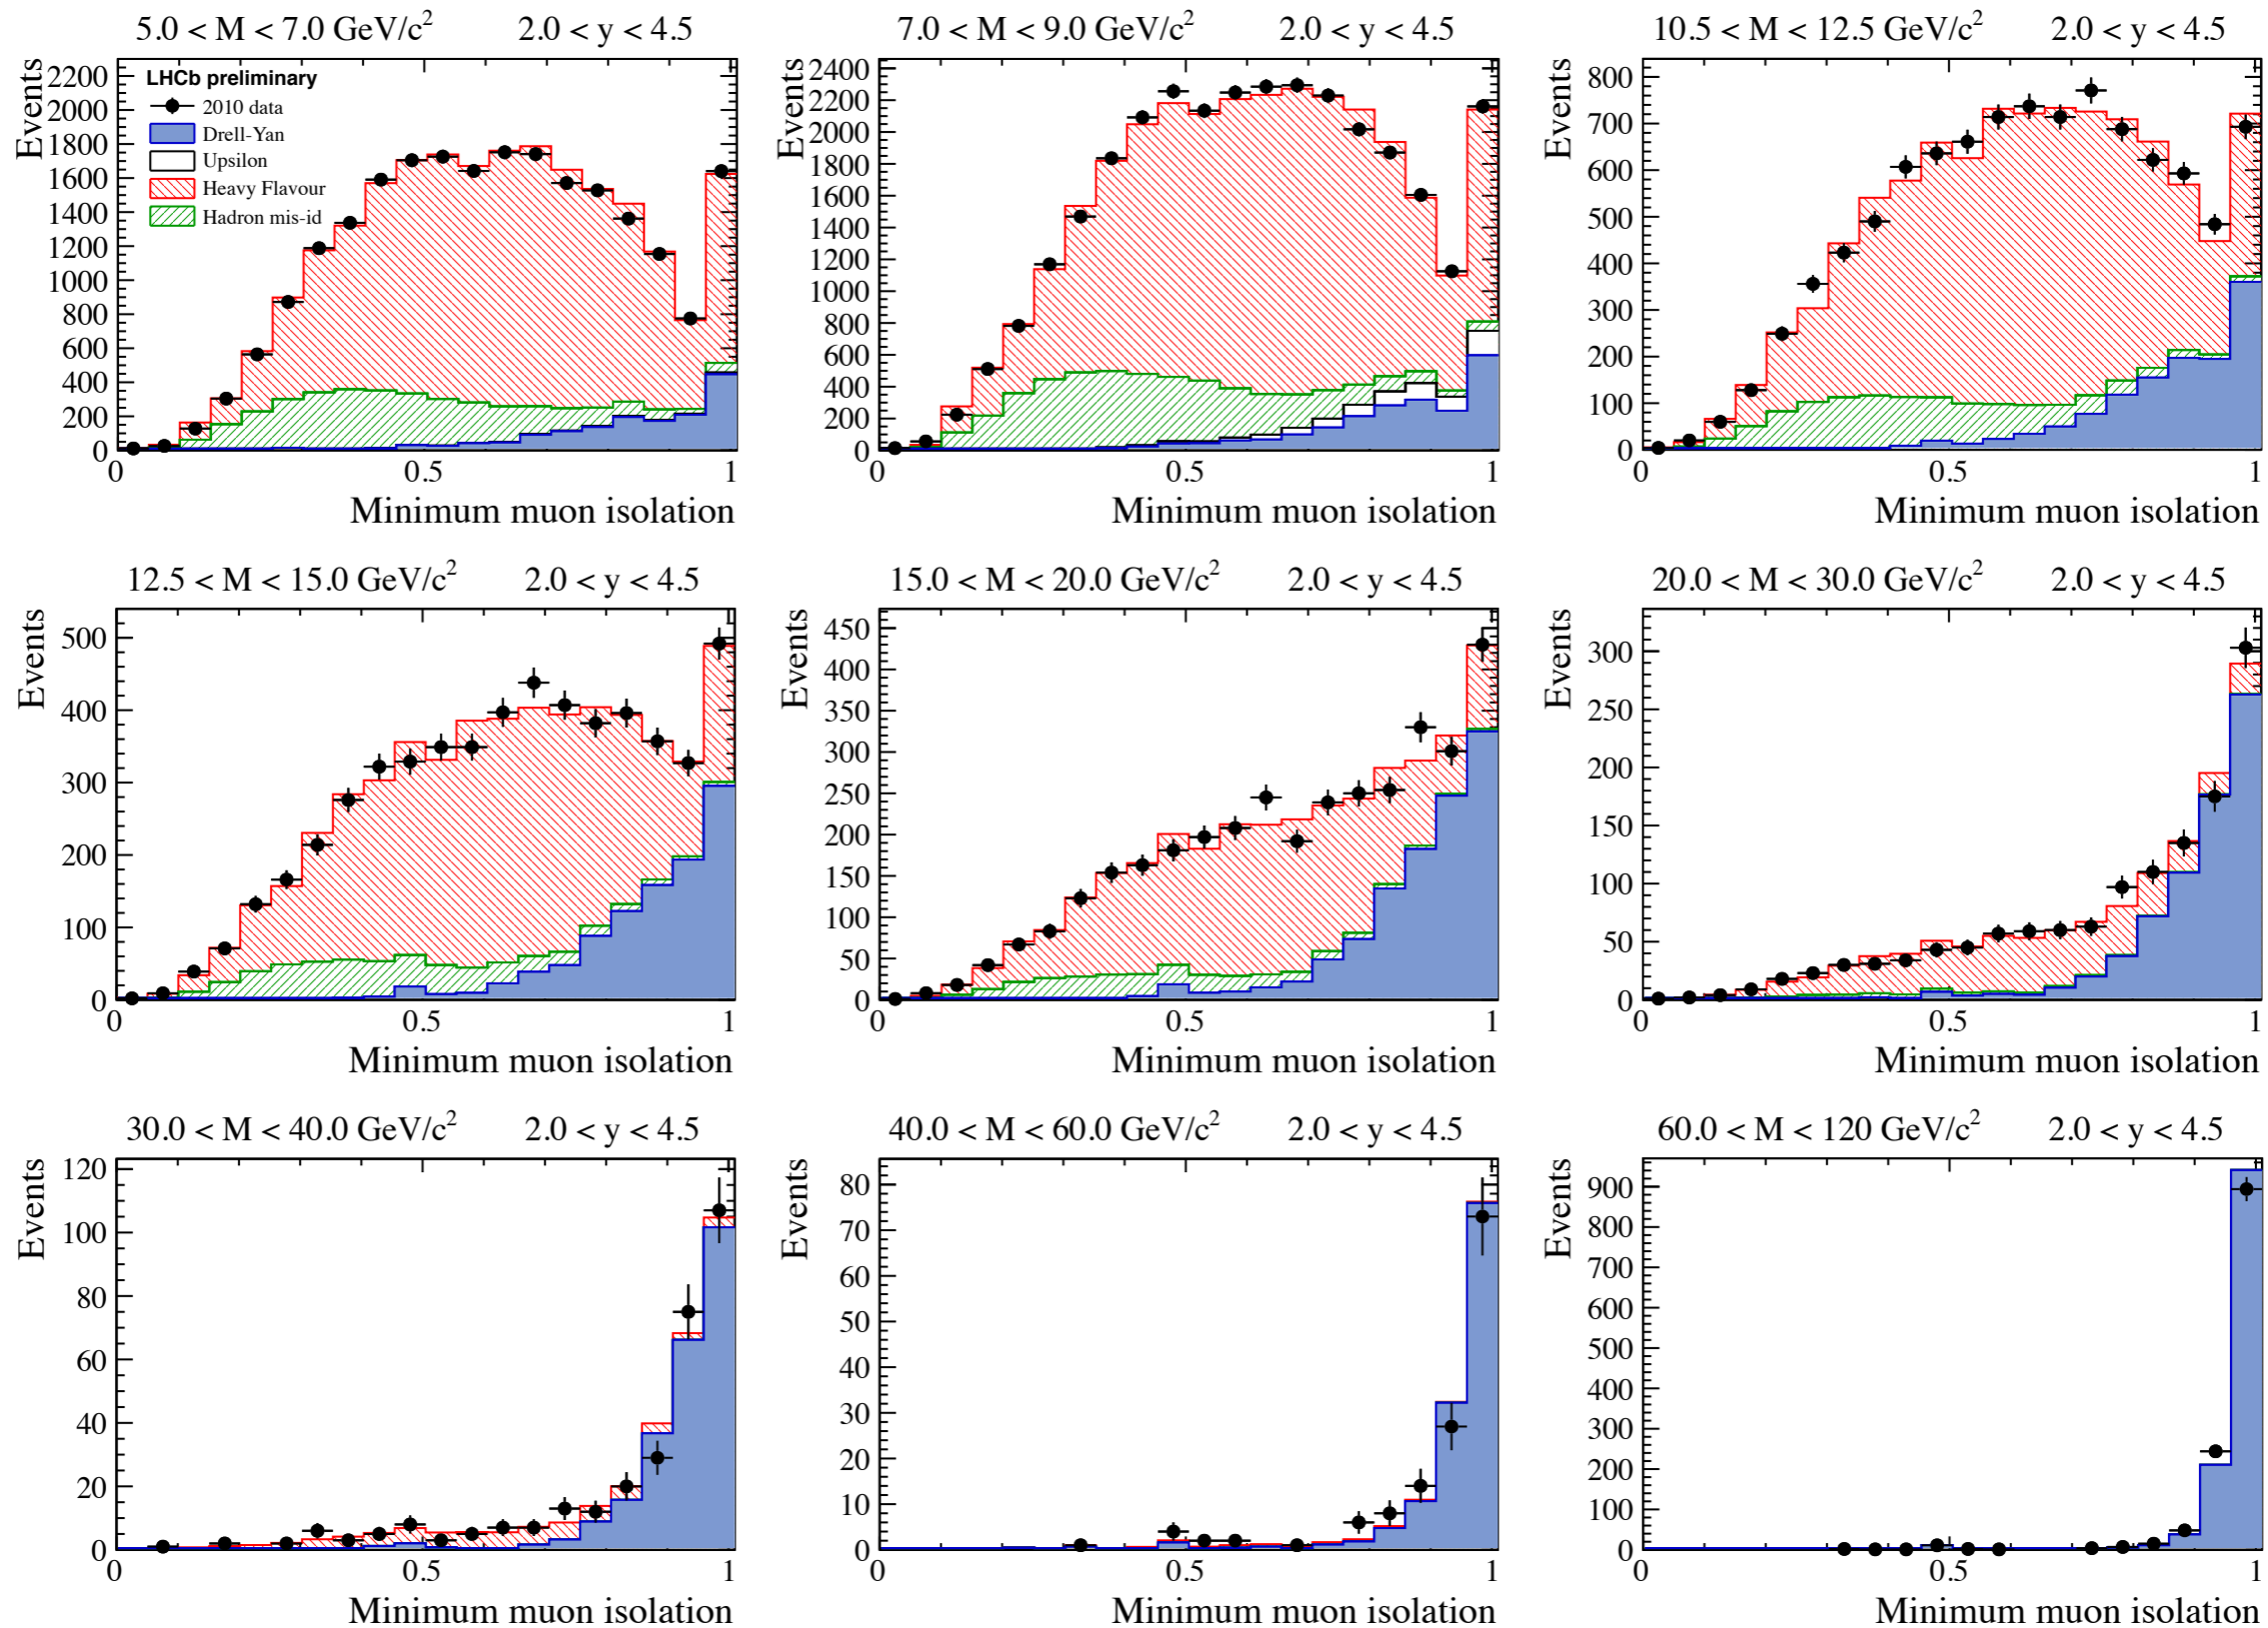 5.0 < M < 7.0 GeV/c² 2.0 < y < 4.5
Events
2200
2000
1800
1600
1400
1200
1000
800
600
400
200
0
LHCb preliminary
2010 data
Drell-Yan
Upsilon
Heavy Flavour
Hadron mis-id
0 0.5 1
Minimum muon isolation
7.0 < M < 9.0 GeV/c² 2.0 < y < 4.5
Events
2400
2200
2000
1800
1600
1400
1200
1000
800
600
400
200
0
0 0.5 1
Minimum muon isolation
10.5 < M < 12.5 GeV/c² 2.0 < y < 4.5
Events
800
700
600
500
400
300
200
100
0
0 0.5 1
Minimum muon isolation
12.5 < M < 15.0 GeV/c² 2.0 < y < 4.5
Events
500
400
300
200
100
0
0 0.5 1
Minimum muon isolation
15.0 < M < 20.0 GeV/c² 2.0 < y < 4.5
Events
450
400
350
300
250
200
150
100
50
0
0 0.5 1
Minimum muon isolation
20.0 < M < 30.0 GeV/c² 2.0 < y < 4.5
Events
300
250
200
150
100
50
0
0 0.5 1
Minimum muon isolation
30.0 < M < 40.0 GeV/c² 2.0 < y < 4.5
Events
120
100
80
60
40
20
0
0 0.5 1
Minimum muon isolation
40.0 < M < 60.0 GeV/c² 2.0 < y < 4.5
Events
80
70
60
50
40
30
20
10
0
0 0.5 1
Minimum muon isolation
60.0 < M < 120 GeV/c² 2.0 < y < 4.5
Events
900
800
700
600
500
400
300
200
100
0
0 0.5 1
Minimum muon isolation